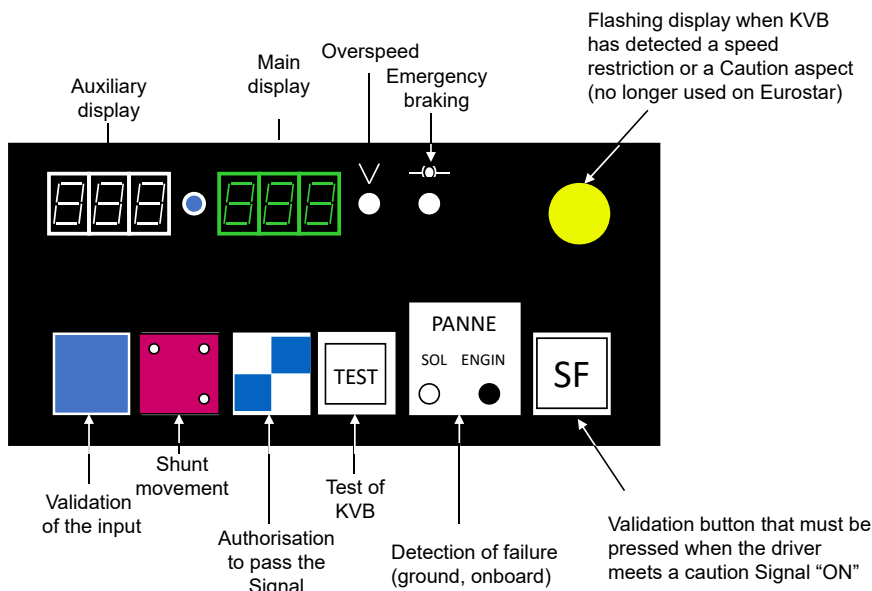 Flashing display when KVB
has detected a speed
restriction or a Caution aspect
(no longer used on Eurostar)
Overspeed
Main
display
Emergency
braking
Auxiliary
display
888
888
PANNE
SOL ENGIN
TEST
SF
Validation
of the input
Shunt
movement
Authorisation
to pass the
Signal
Test of
KVB
Detection of failure
(ground, onboard)
Validation button that must be
pressed when the driver
meets a caution Signal “ON”